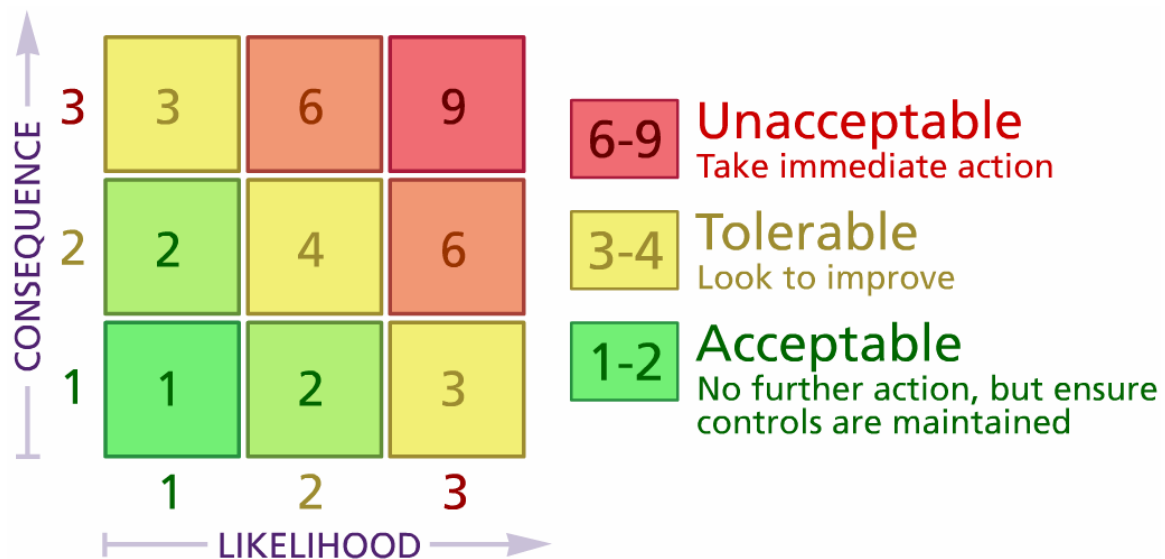 CONSEQUENCE
3
3
6
9
2
2
4
6
1
1
2
3
1
2
3
LIKELIHOOD
6-9
Unacceptable
Take immediate action
3-4
Tolerable
Look to improve
1-2
Acceptable
No further action, but ensure
controls are maintained